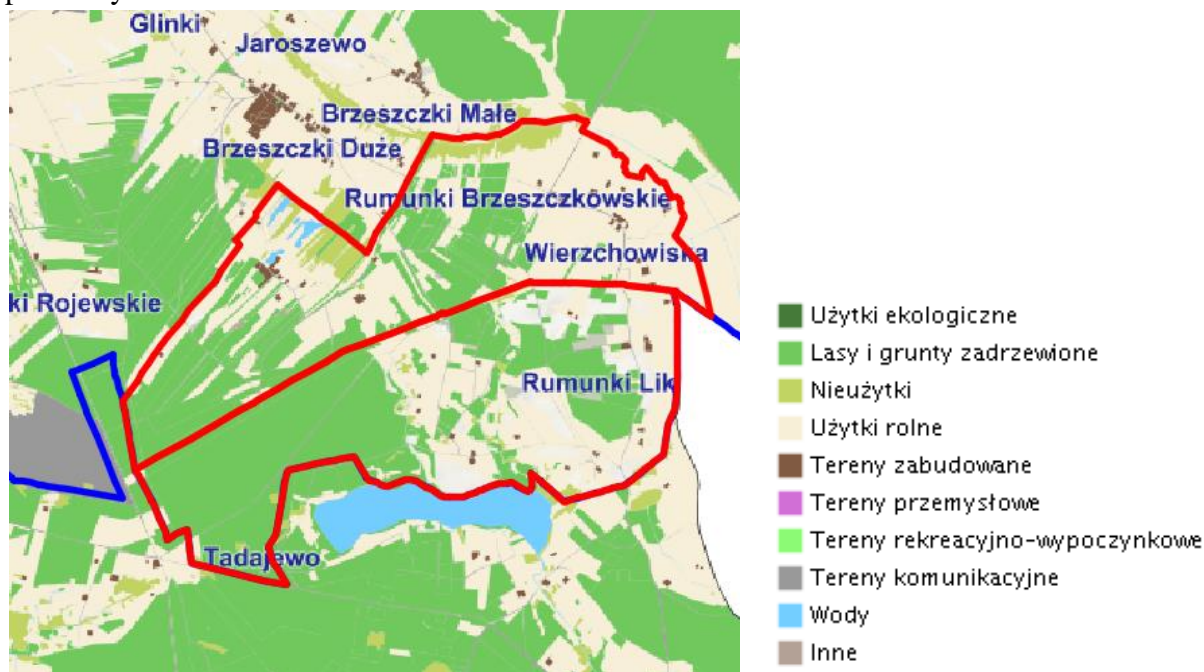 Glinki
Jaroszewo
Brzeszczki Małe
Brzeszczki Duże
Rumunki Brzeszczkowskie
Wierzchowiska
ki Rojewskie
Rumunki Lik
Tadajewo
Użytki ekologiczne
Lasy i grunty zadrzewione
Nieużytki
Użytki rolne
Tereny zabudowane
Tereny przemysłowe
Tereny rekreacyjno-wypoczynkowe
Tereny komunikacyjne
Wody
Inne